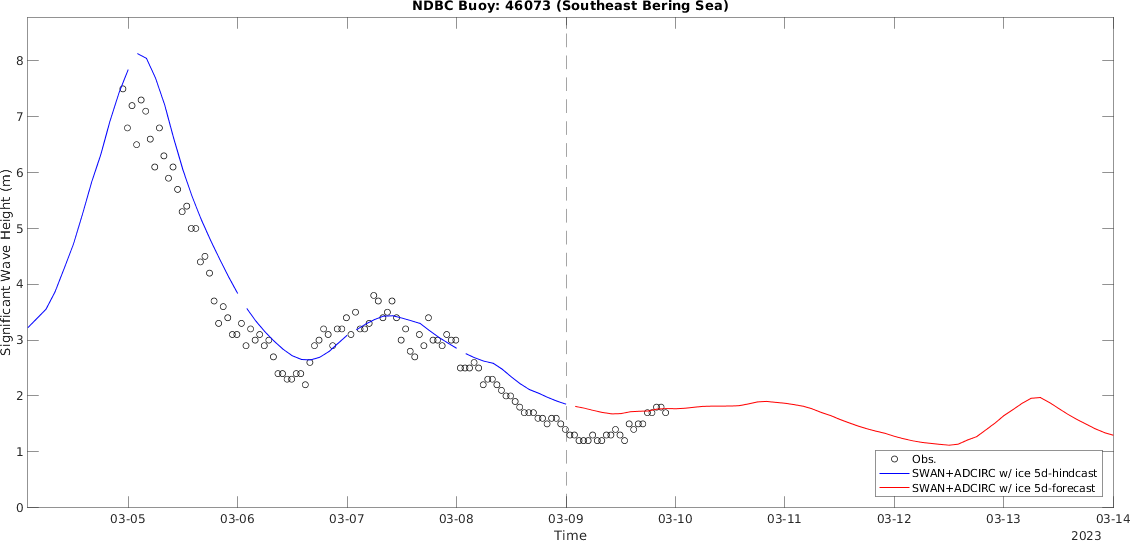 NDBC Buoy: 46073 (Southeast Bering Sea)
Significant Wave Height (m)
8
7
6
5
4
3
2
1
0
Obs.
SWAN+ADCIRC w/ ice 5d-hindcast
SWAN+ADCIRC w/ ice 5d-forecast
03-05 03-06 03-07 03-08 03-09 03-10 03-11 03-12 03-13 03-14
Time
2023